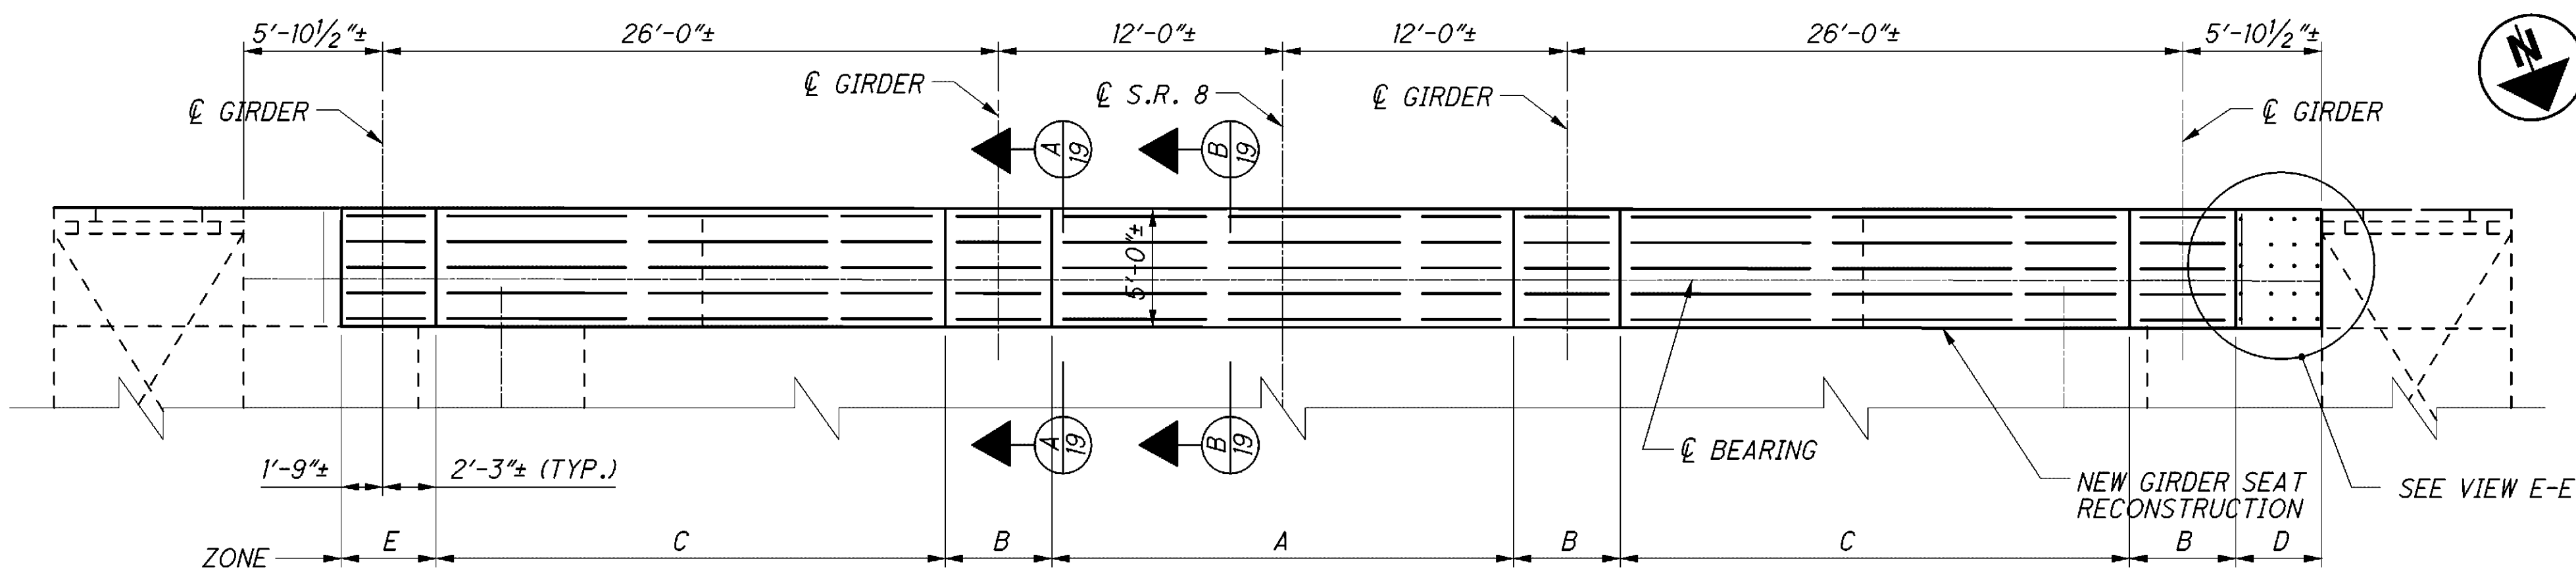 5'-10½"± 26'-0"± 12'-0"± 12'-0"± 26'-0"± 5'-10½"±
N
℄ GIRDER
℄ GIRDER
℄ S.R. 8
℄ GIRDER
℄ GIRDER
A
19
B
19
5'-0"±
A
19
B
19
℄ BEARING
1'-9"± 2'-3"± (TYP.)
NEW GIRDER SEAT
RECONSTRUCTION
SEE VIEW E-E
ZONE E C B A B C B D